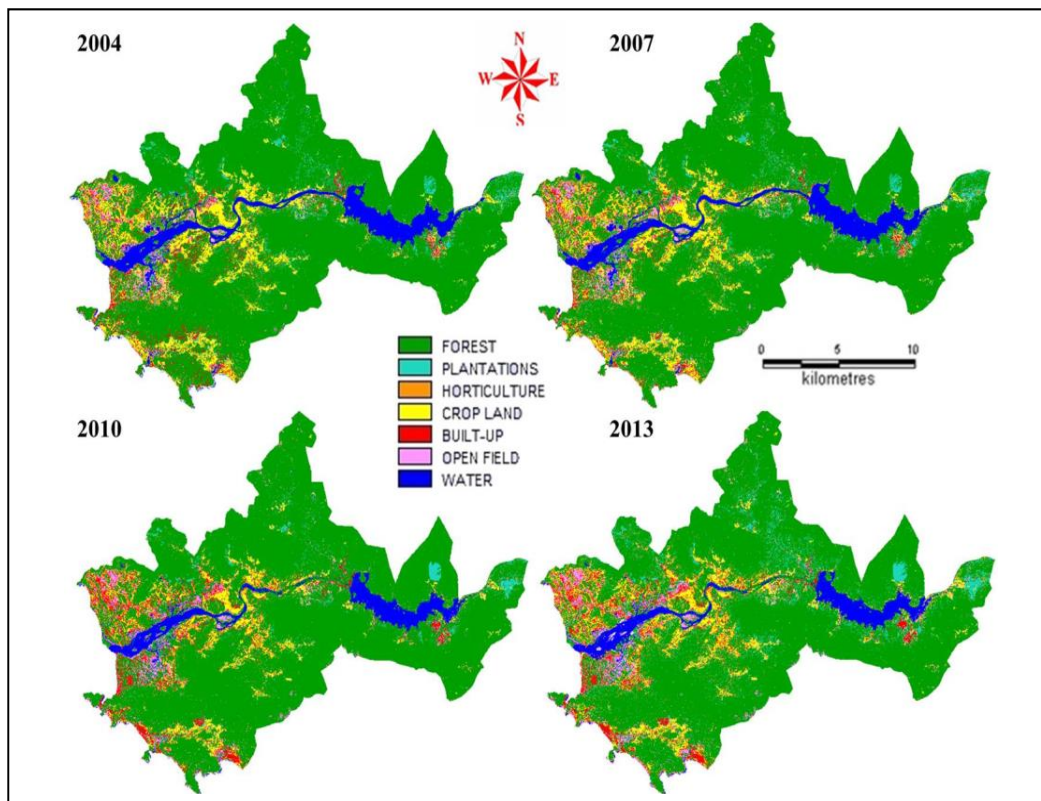 2004
N
W E
S
2007
FOREST
PLANTATIONS
HORTICULTURE
CROP LAND
BUILT-UP
OPEN FIELD
WATER
0 5 10
kilometres
2010
2013